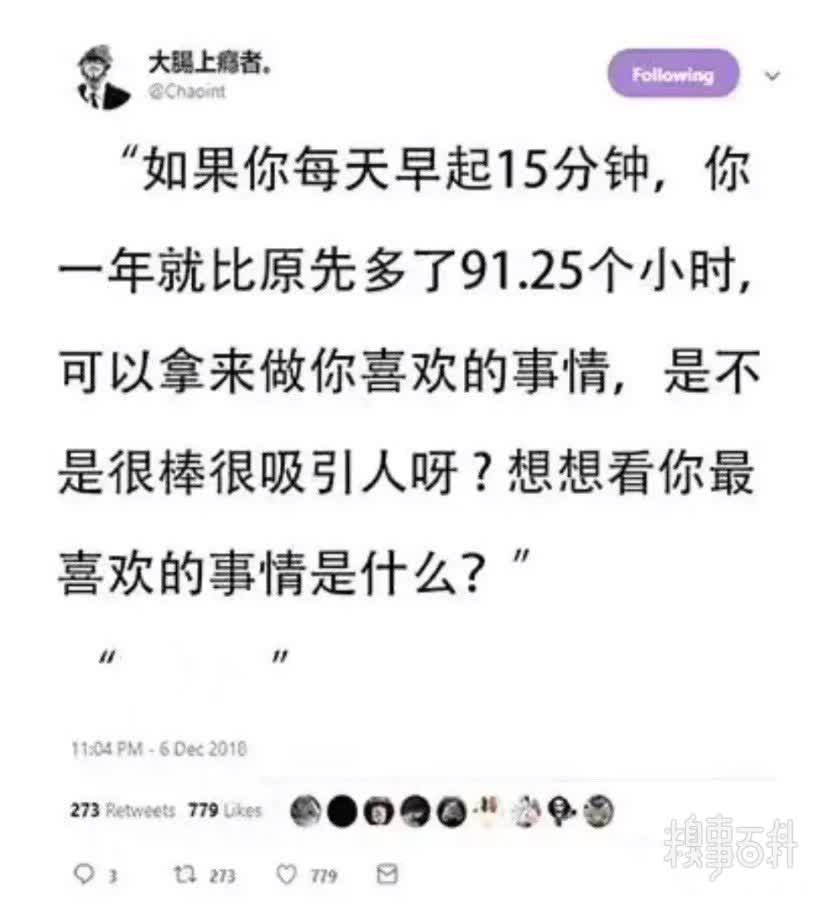 大腸上癮者。
@Chaoint
Following
“如果你每天早起15分钟，你
一年就比原先多了91.25个小时,
可以拿来做你喜欢的事情，是不
是很棒很吸引人呀？想想看你最
喜欢的事情是什么？”
“ ”
11:04 PM - 6 Dec 2018
273 Retweets 779 Likes
3 273 779
糗事百科